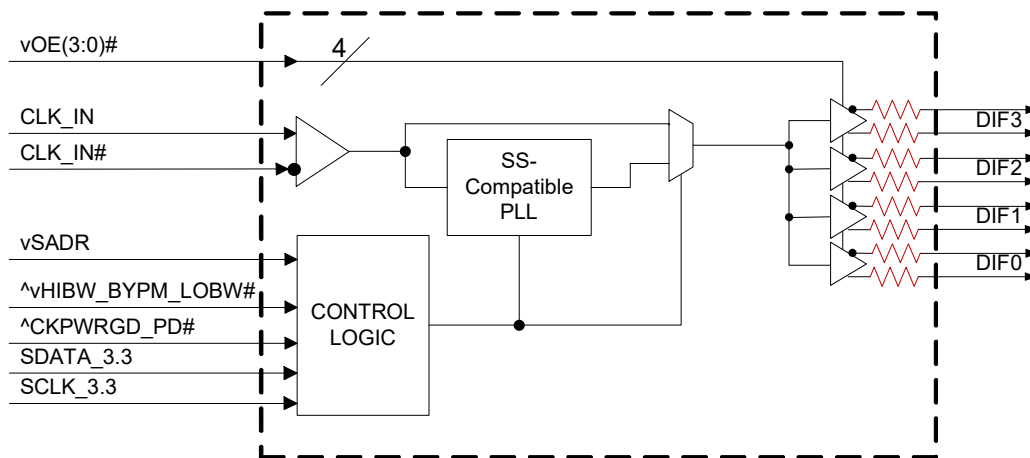 vOE(3:0)#
4
CLK_IN
CLK_IN#
SS-
Compatible
PLL
DIF3
DIF2
DIF1
DIF0
vSADR
^vHIBW_BYPM_LOBW#
^CKPWRGD_PD#
SDATA_3.3
SCLK_3.3
CONTROL
LOGIC